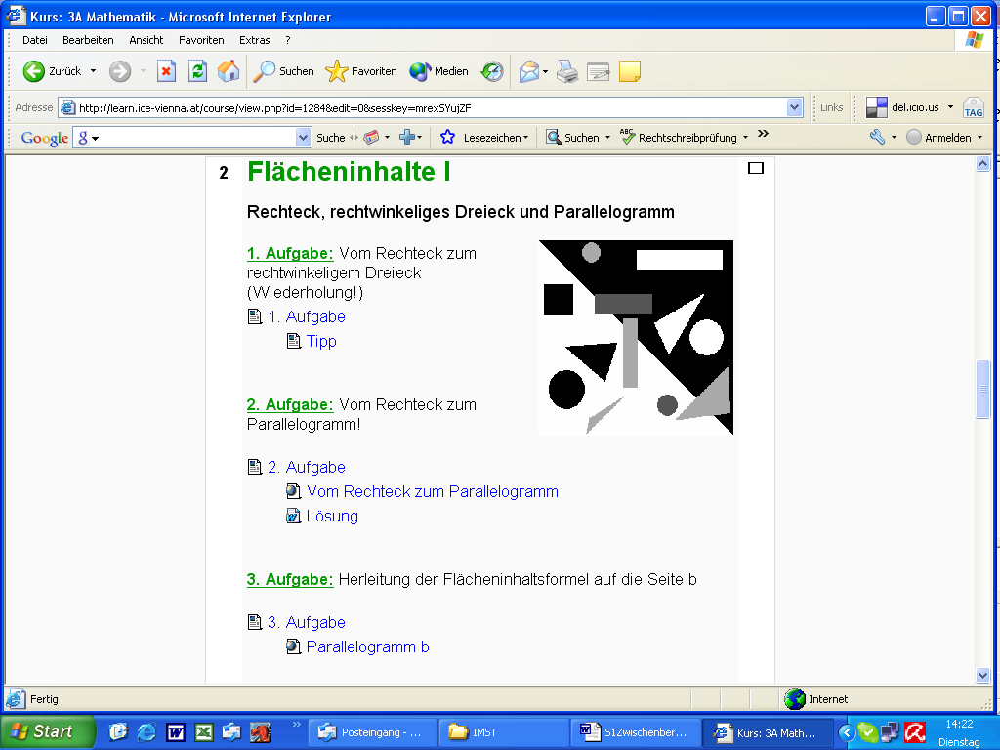 Kurs: 3A Mathematik - Microsoft Internet Explorer
Datei Bearbeiten Ansicht Favoriten Extras ?
Zurück Suchen Favoriten Medien
Adresse http://learn.ice-vienna.at/course/view.php?id=1284&edit=0&sesskey=mrexSYujZF Links del.icio.us TAG
Google g Suche Lesezeichen Suchen ABC Rechtschreibprüfung » Anmelden
2 Flächeninhalte I
Rechteck, rechtwinkeliges Dreieck und Parallelogramm
1. Aufgabe: Vom Rechteck zum
rechtwinkeligem Dreieck
(Wiederholung!)
1. Aufgabe
Tipp
2. Aufgabe: Vom Rechteck zum
Parallelogramm!
2. Aufgabe
Vom Rechteck zum Parallelogramm
Lösung
3. Aufgabe: Herleitung der Flächeninhaltsformel auf die Seite b
3. Aufgabe
Parallelogramm b
Fertig Internet
Start » Posteingang - ... IMST S1Zwischenber... Kurs: 3A Math... 14:22
Dienstag